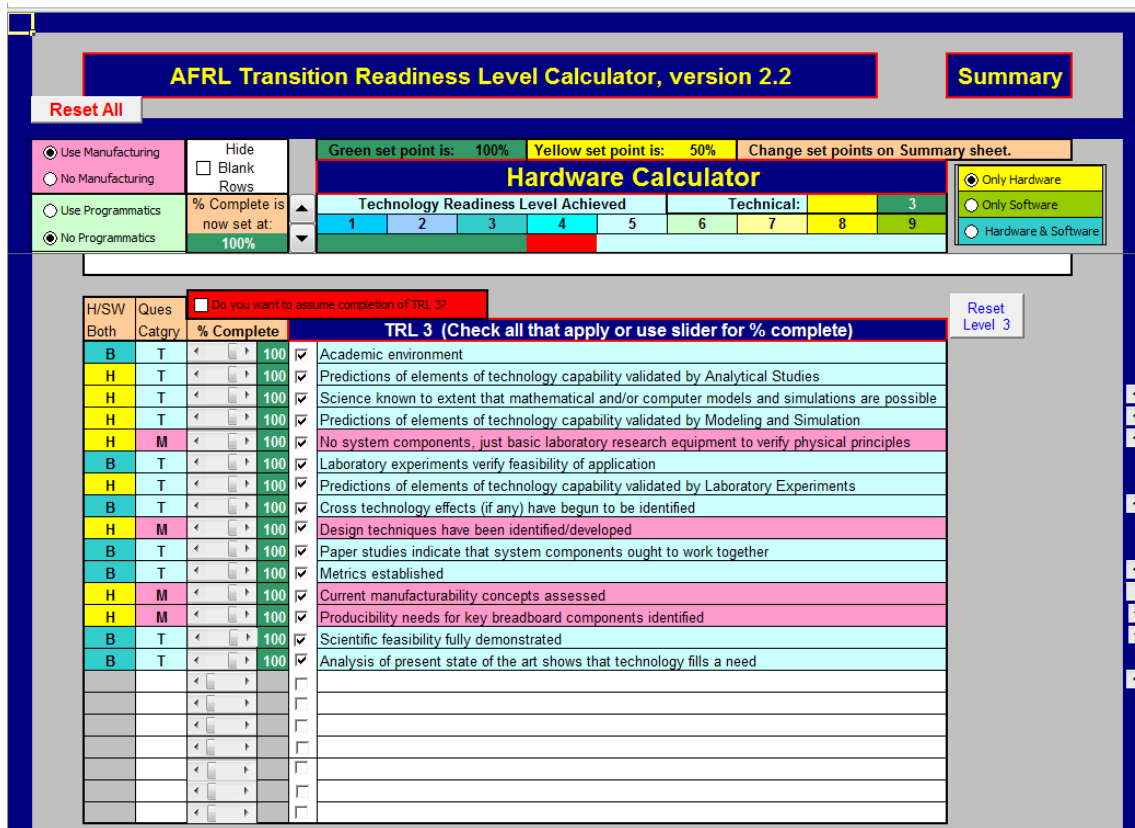 AFRL Transition Readiness Level Calculator, version 2.2
Summary
Reset All
Use Manufacturing
No Manufacturing
Use Programmatics
No Programmatics
Hide
Blank
Rows
% Complete is
now set at:
100%
Green set point is: 100% Yellow set point is: 50% Change set points on Summary sheet.
Hardware Calculator
Technology Readiness Level Achieved Technical: 3
1 2 3 4 5 6 7 8 9
Only Hardware
Only Software
Hardware & Software
H/SW Ques Do you want to assume completion of TRL 3?
Both Catgry % Complete TRL 3 (Check all that apply or use slider for % complete)
Reset
Level 3
B T 100 Academic environment
H T 100 Predictions of elements of technology capability validated by Analytical Studies
H T 100 Science known to extent that mathematical and/or computer models and simulations are possible
H T 100 Predictions of elements of technology capability validated by Modeling and Simulation
H M 100 No system components, just basic laboratory research equipment to verify physical principles
B T 100 Laboratory experiments verify feasibility of application
H T 100 Predictions of elements of technology capability validated by Laboratory Experiments
B T 100 Cross technology effects (if any) have begun to be identified
H M 100 Design techniques have been identified/developed
B T 100 Paper studies indicate that system components ought to work together
B T 100 Metrics established
H M 100 Current manufacturability concepts assessed
H M 100 Producibility needs for key breadboard components identified
B T 100 Scientific feasibility fully demonstrated
B T 100 Analysis of present state of the art shows that technology fills a need